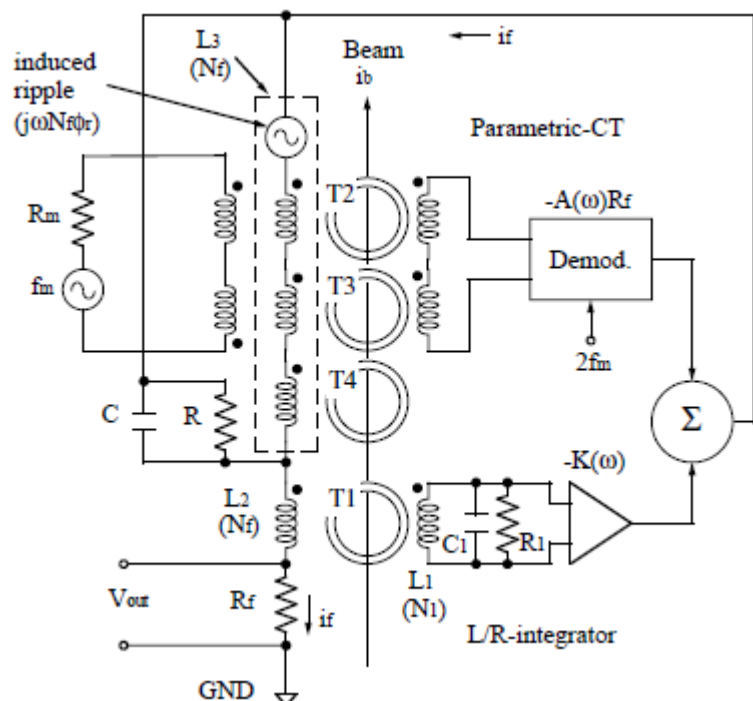 if
L3
(Nf)
Beam
ib
induced
ripple
(jωNfϕr)
Parametric-CT
T2
-A(ω)Rf
Rm
Demod.
fm
T3
2fm
T4
C
R
Σ
-K(ω)
L2
(Nf)
T1
C1
R1
Vout
Rf
if
L1
(N1)
L/R-integrator
GND